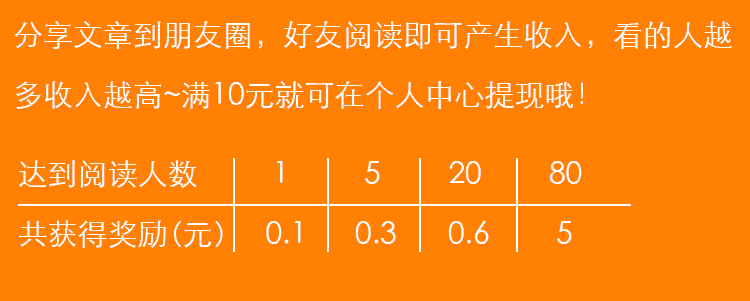 分享文章到朋友圈，好友阅读即可产生收入，看的人越
多收入越高~满10元就可在个人中心提现哦！
达到阅读人数 1 5 20 80
共获得奖励(元) 0.1 0.3 0.6 5